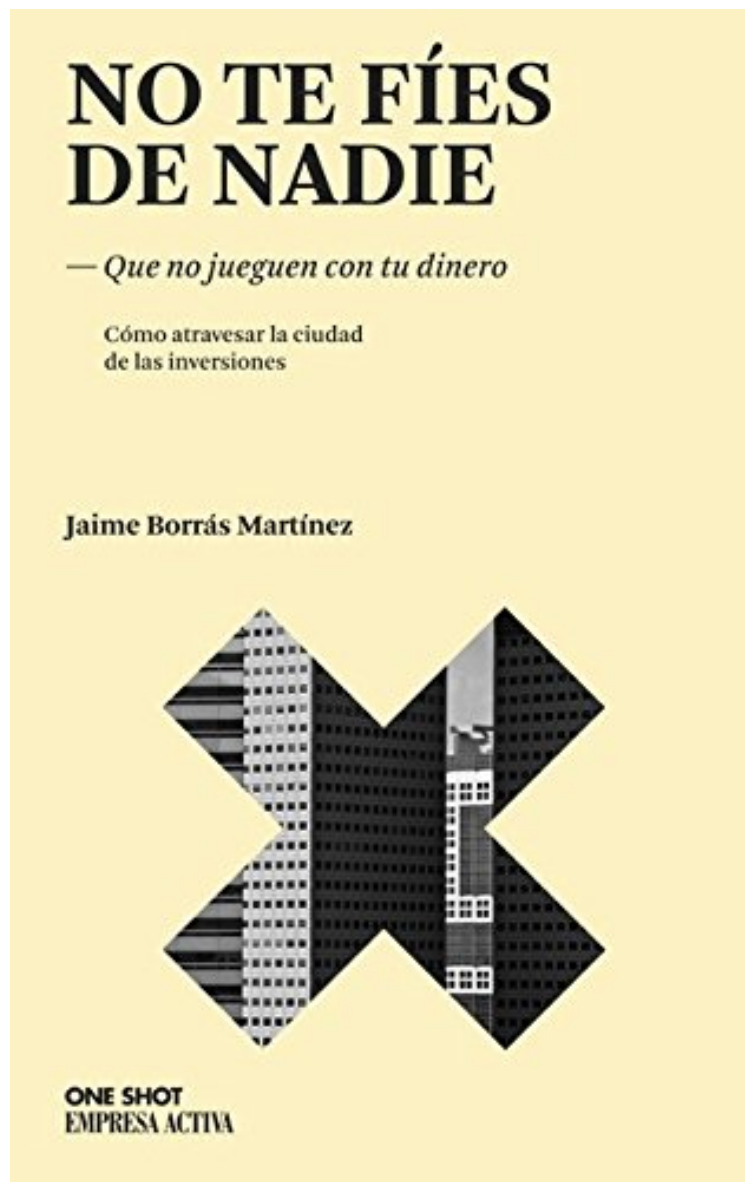 NO TE FÍES
DE NADIE
— Que no jueguen con tu dinero
Cómo atravesar la ciudad
de las inversiones
Jaime Borrás Martínez
ONE SHOT
EMPRESA ACTIVA